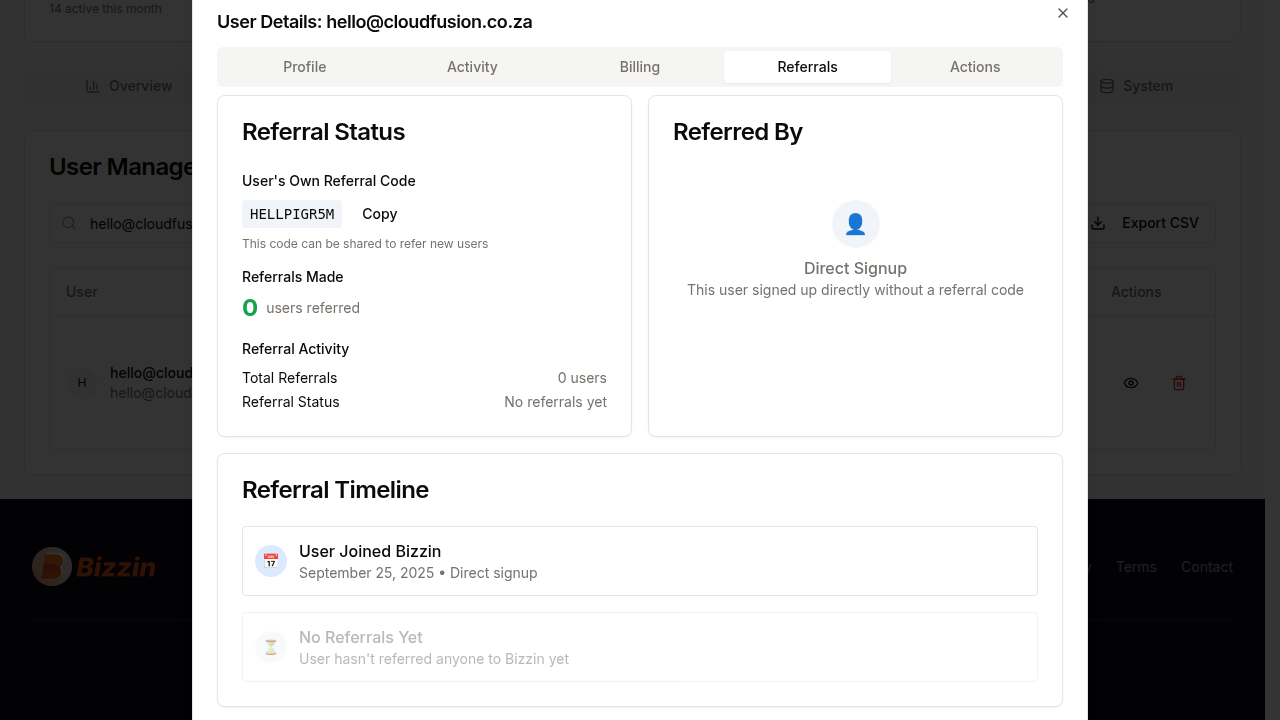 14 active this month
User Details: hello@cloudfusion.co.za
Profile
Activity
Billing
Referrals
Actions
Overview
System
Referral Status
User's Own Referral Code
HELLPIGR5M
Copy
This code can be shared to refer new users
Referrals Made
0 users referred
Referral Activity
Total Referrals 0 users
Referral Status No referrals yet
Referred By
Direct Signup
This user signed up directly without a referral code
User Manage
hello@cloudfus
Export CSV
User
Actions
H
hello@cloud
hello@cloud
Referral Timeline
User Joined Bizzin
September 25, 2025 • Direct signup
No Referrals Yet
User hasn't referred anyone to Bizzin yet
Bizzin
Terms
Contact